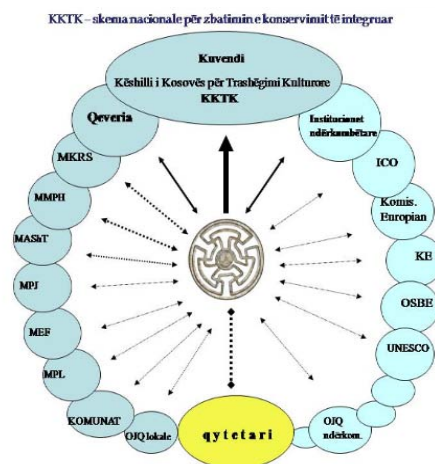 KKTK – skema nacionale për zbatimin e konservimit të integruar
Kuvendi
Këshilli i Kosovës për Trashëgimi Kulturore
KKTK
Qeveria
MKRS
MMPH
MAShT
MPJ
MEF
MPL
KOMUNAT
OJQ lokale
qytetari
Institucionet
ndërkombëtare
ICO
Komis.
Europian
KE
OSBE
UNESCO
OJQ
ndërkom.